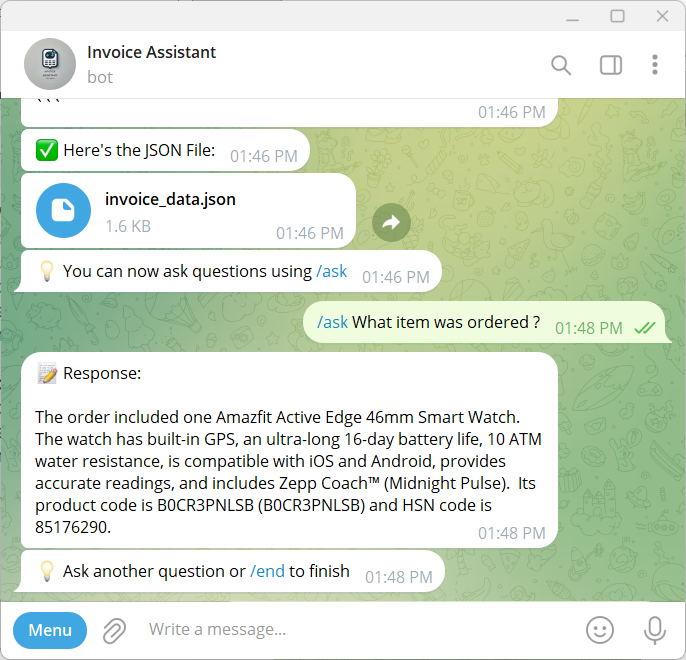 Invoice Assistant
bot
```
01:46 PM
✅ Here's the JSON File: 01:46 PM
invoice_data.json
1.6 KB 01:46 PM
💡 You can now ask questions using /ask 01:46 PM
/ask What item was ordered ? 01:48 PM
📝 Response:
The order included one Amazfit Active Edge 46mm Smart Watch.
The watch has built-in GPS, an ultra-long 16-day battery life, 10 ATM
water resistance, is compatible with iOS and Android, provides
accurate readings, and includes Zepp Coach™ (Midnight Pulse).  Its
product code is B0CR3PNLSB (B0CR3PNLSB) and HSN code is
85176290. 01:48 PM
💡 Ask another question or /end to finish 01:48 PM
Menu Write a message...